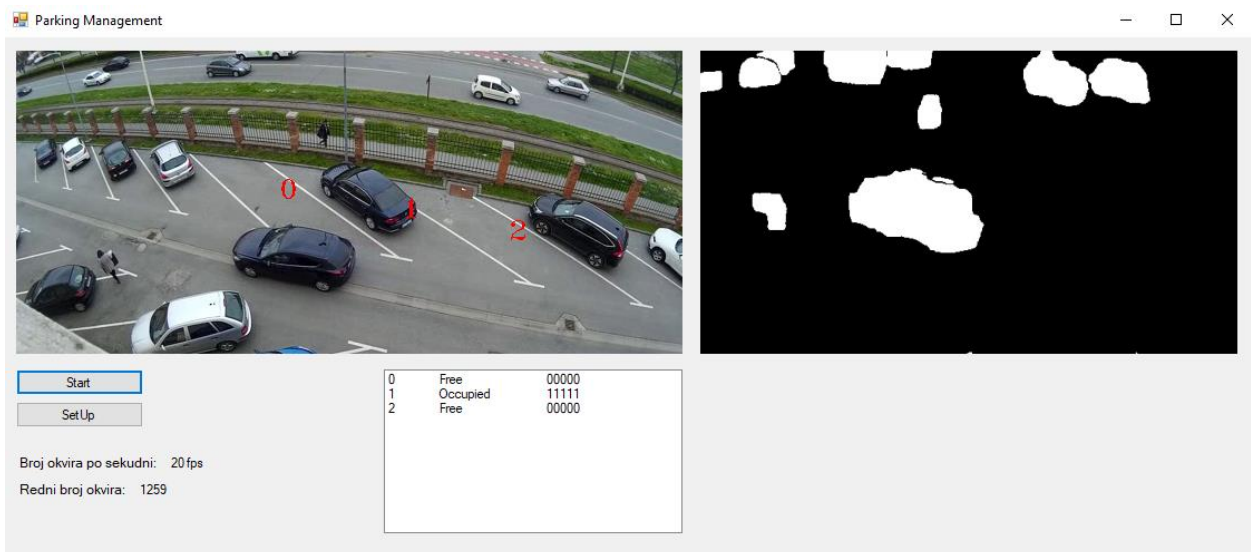 Parking Management
0
1
2
Start
SetUp
Broj okvira po sekudni: 20 fps
Redni broj okvira: 1259
0 Free 00000
1 Occupied 11111
2 Free 00000